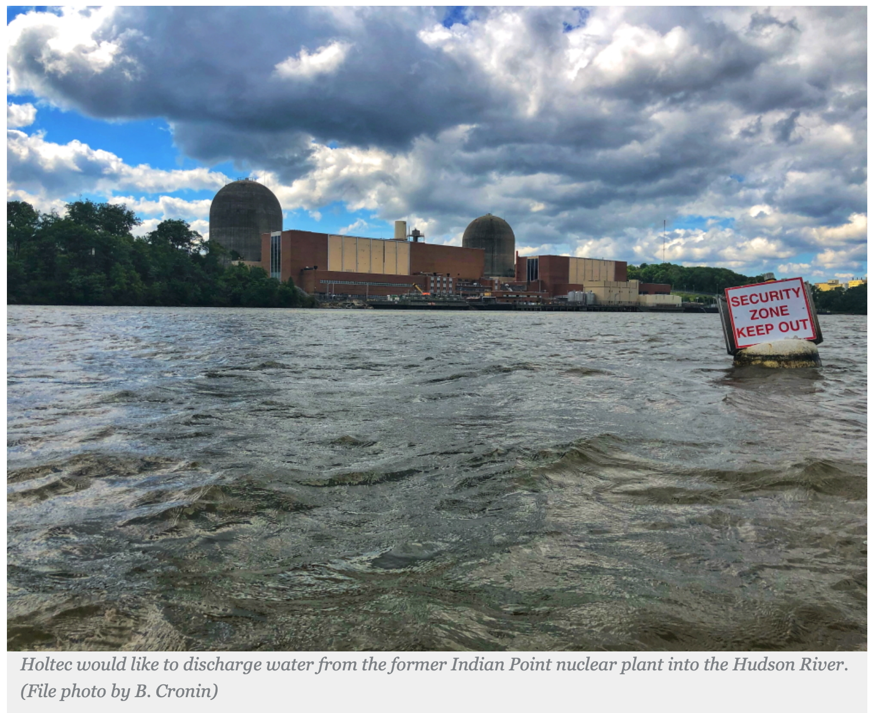 SECURITY
ZONE
KEEP OUT
Holtec would like to discharge water from the former Indian Point nuclear plant into the Hudson River.
(File photo by B. Cronin)